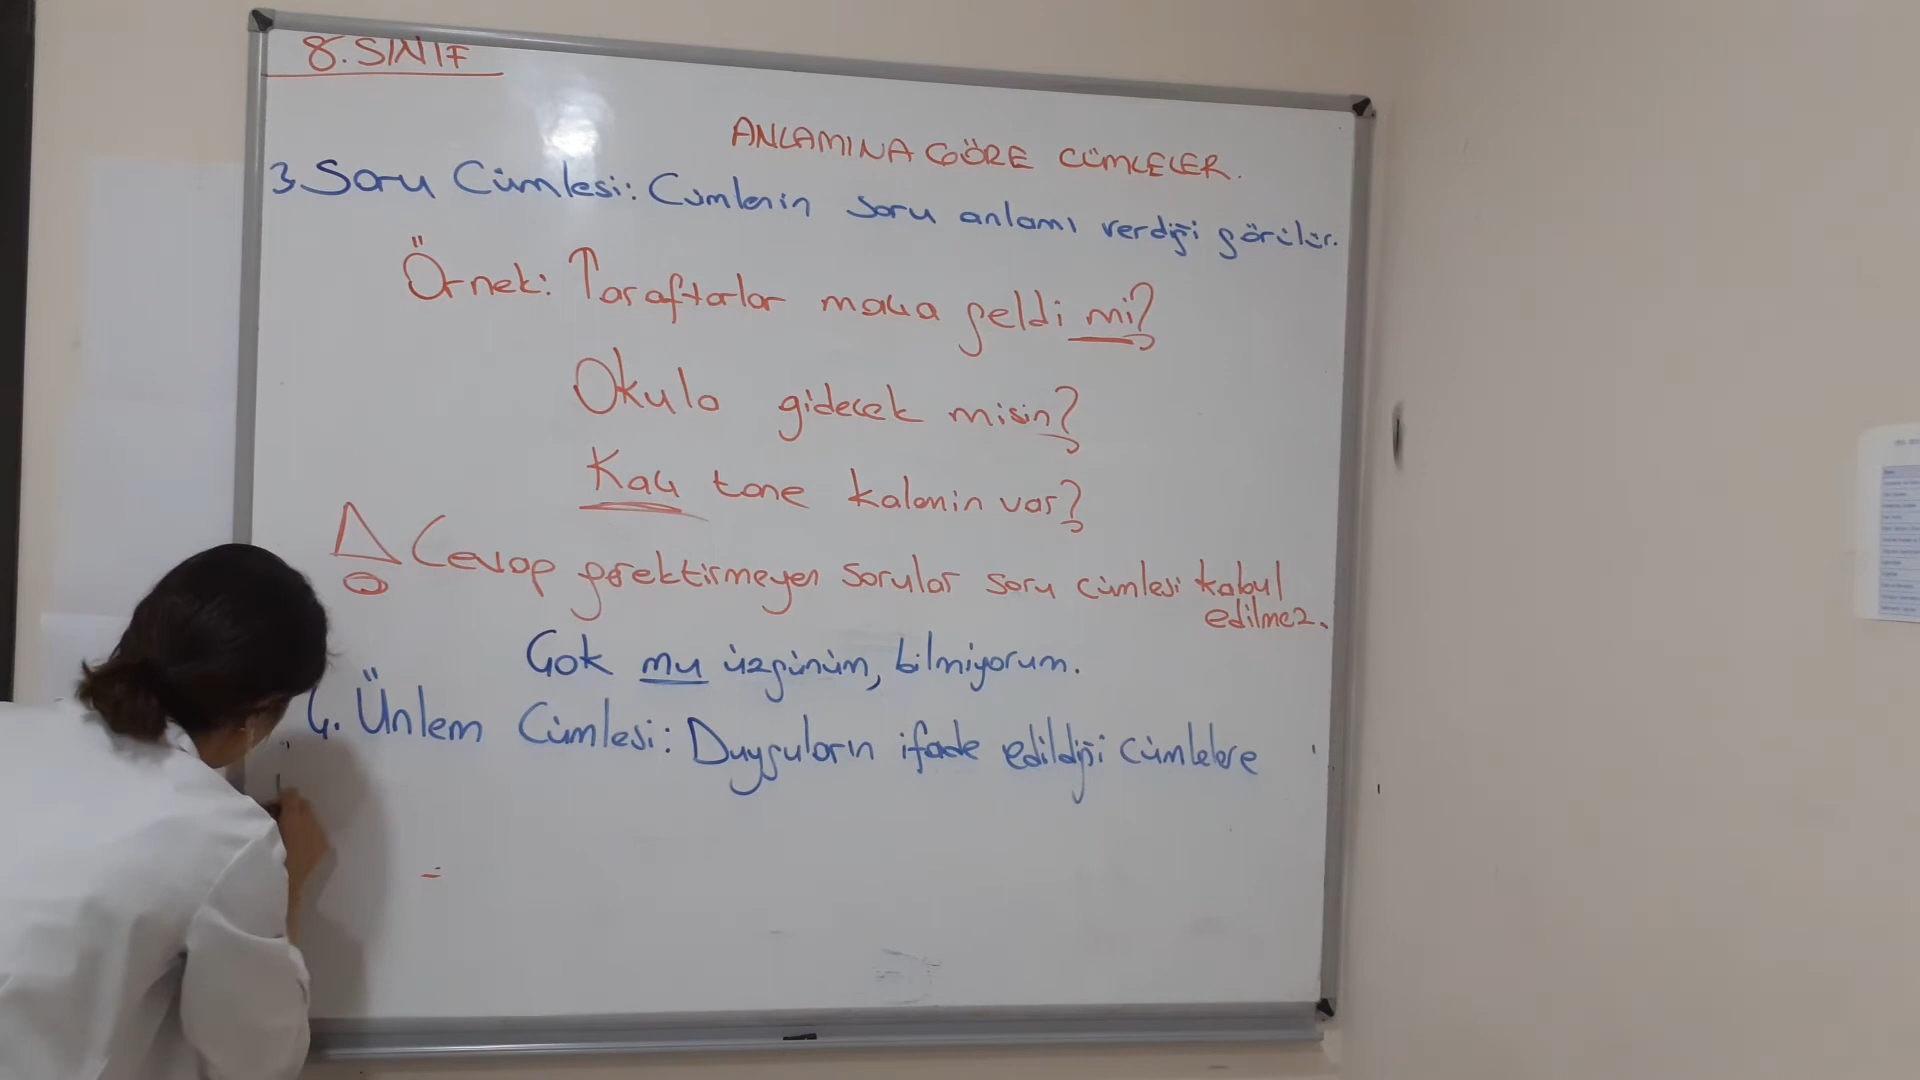 8. SINIF
ANLAMINA GÖRE CÜMLELER.
3. Soru Cümlesi: Cümlenin soru anlamı verdiği görülür.
Örnek: Taraftarlar maça geldi mi?
Okula gidecek misin?
Kaç tane kalemin var?
Cevap gerektirmeyen sorular soru cümlesi kabul
edilmez.
Çok mu üzgünüm, bilmiyorum.
4. Ünlem Cümlesi: Duyguların ifade edildiği cümlelere